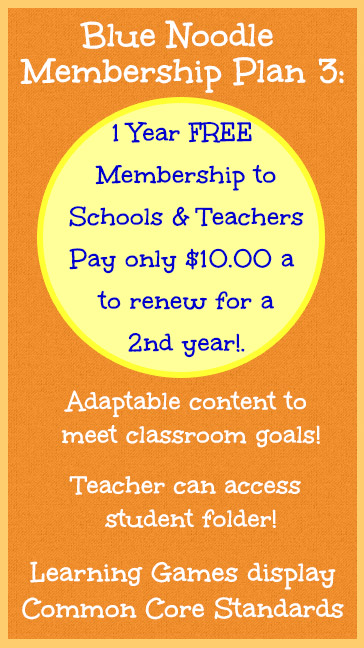 Blue Noodle
Membership Plan 3:
1 Year FREE
Membership to
Schools & Teachers
Pay only $10.00 a
to renew for a
2nd year!.
Adaptable content to
meet classroom goals!
Teacher can access
student folder!
Learning Games display
Common Core Standards